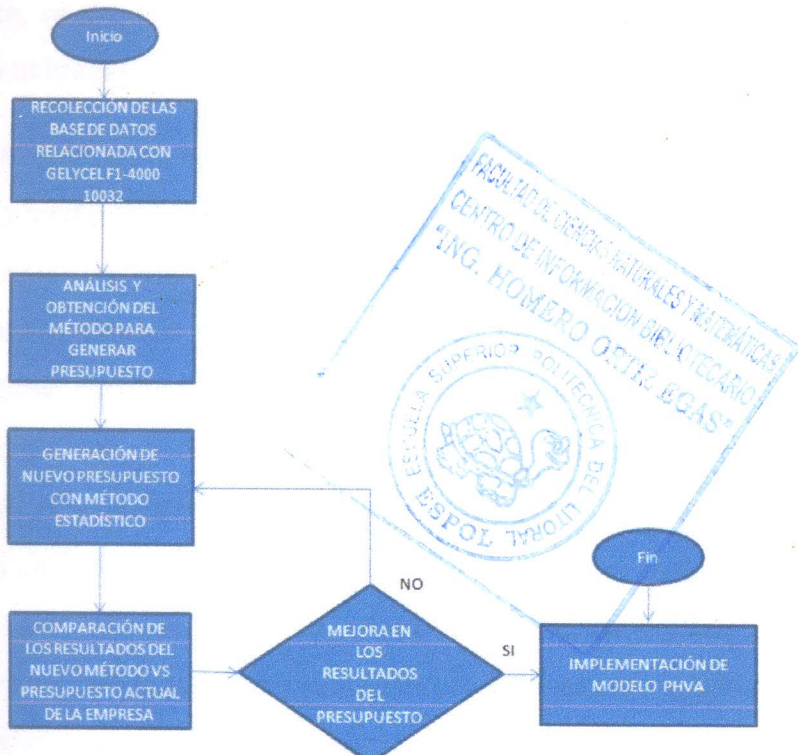 Inicio
RECOLECCIÓN DE LAS
BASE DE DATOS
RELACIONADA CON
GELYCEL F1-4000
10032
ANÁLISIS Y
OBTENCIÓN DEL
MÉTODO PARA
GENERAR
PRESUPUESTO
GENERACIÓN DE
NUEVO PRESUPUESTO
CON MÉTODO
ESTADÍSTICO
COMPARACIÓN DE
LOS RESULTADOS DEL
NUEVO MÉTODO VS
PRESUPUESTO ACTUAL
DE LA EMPRESA
MEJORA EN
LOS
RESULTADOS
DEL
PRESUPUESTO
NO
SI
Fin
IMPLEMENTACIÓN DE
MODELO PHVA
FACULTAD DE CIENCIAS NATURALES Y MATEMÁTICAS
CENTRO DE INFORMACION BIBLIOTECARIO
"ING. HOMERO ORTIZ EGAS"
ESCUELA SUPERIOR POLITECNICA DEL LITORAL
ESPOL